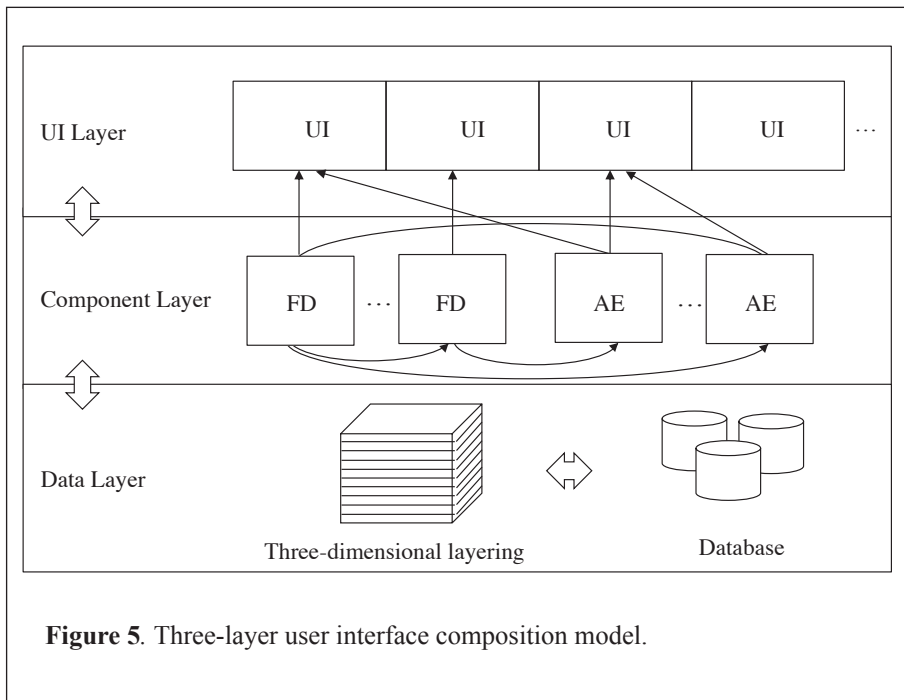 UI Layer
UI UI UI UI ...
Component Layer
FD ... FD AE ... AE
Data Layer
Three-dimensional layering
Database
Figure 5. Three-layer user interface composition model.